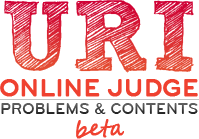 URI
ONLINE JUDGE
PROBLEMS & CONTENTS
beta